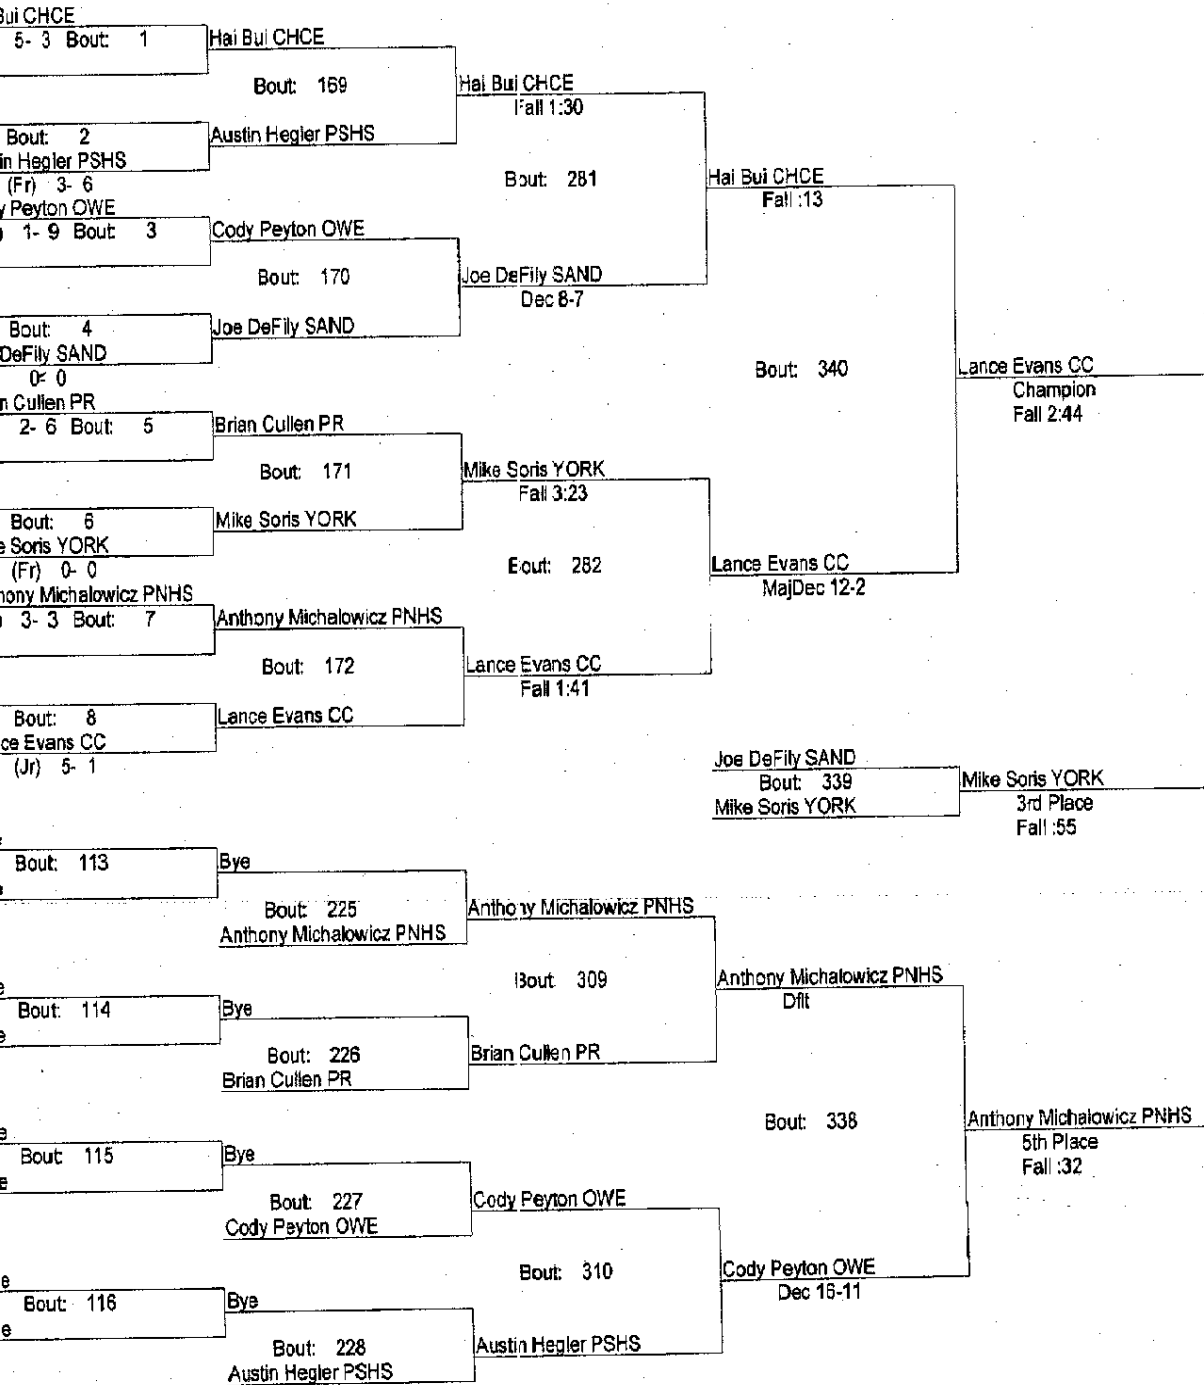 Bui CHCE
5- 3 Bout: 1
Hai Bui CHCE
Bout: 169
Hai Bui CHCE
Fall 1:30
Bout: 2
Austin Hegler PSHS
in Hegler PSHS
(Fr) 3- 6
Bout: 281
Hai Bui CHCE
Fall :13
y Peyton OWE
1- 9 Bout: 3
Cody Peyton OWE
Bout: 170
Joe DeFily SAND
Dec 8-7
Bout: 4
Joe DeFily SAND
DeFily SAND
0- 0
Bout: 340
Lance Evans CC
Champion
Fall 2:44
n Cullen PR
2- 6 Bout: 5
Brian Cullen PR
Bout: 171
Mike Soris YORK
Fall 3:23
Bout: 6
Mike Soris YORK
e Soris YORK
(Fr) 0- 0
Bout: 282
Lance Evans CC
MajDec 12-2
hony Michalowicz PNHS
3- 3 Bout: 7
Anthony Michalowicz PNHS
Bout: 172
Lance Evans CC
Fall 1:41
Bout: 8
Lance Evans CC
ce Evans CC
(Jr) 5- 1
Joe DeFily SAND
Bout: 339
Mike Soris YORK
Mike Soris YORK
3rd Place
Fall :55
Bout: 113
Bye
Bout: 225
Anthony Michalowicz PNHS
Anthony Michalowicz PNHS
Bout: 309
Anthony Michalowicz PNHS
Dflt
e
Bout: 114
e
Bye
Bout: 226
Brian Cullen PR
Brian Cullen PR
Bout: 338
Anthony Michalowicz PNHS
5th Place
Fall :32
e
Bout: 115
e
Bye
Bout: 227
Cody Peyton OWE
Cody Peyton OWE
Bout: 310
Cody Peyton OWE
Dec 16-11
e
Bout: 116
e
Bye
Bout: 228
Austin Hegler PSHS
Austin Hegler PSHS